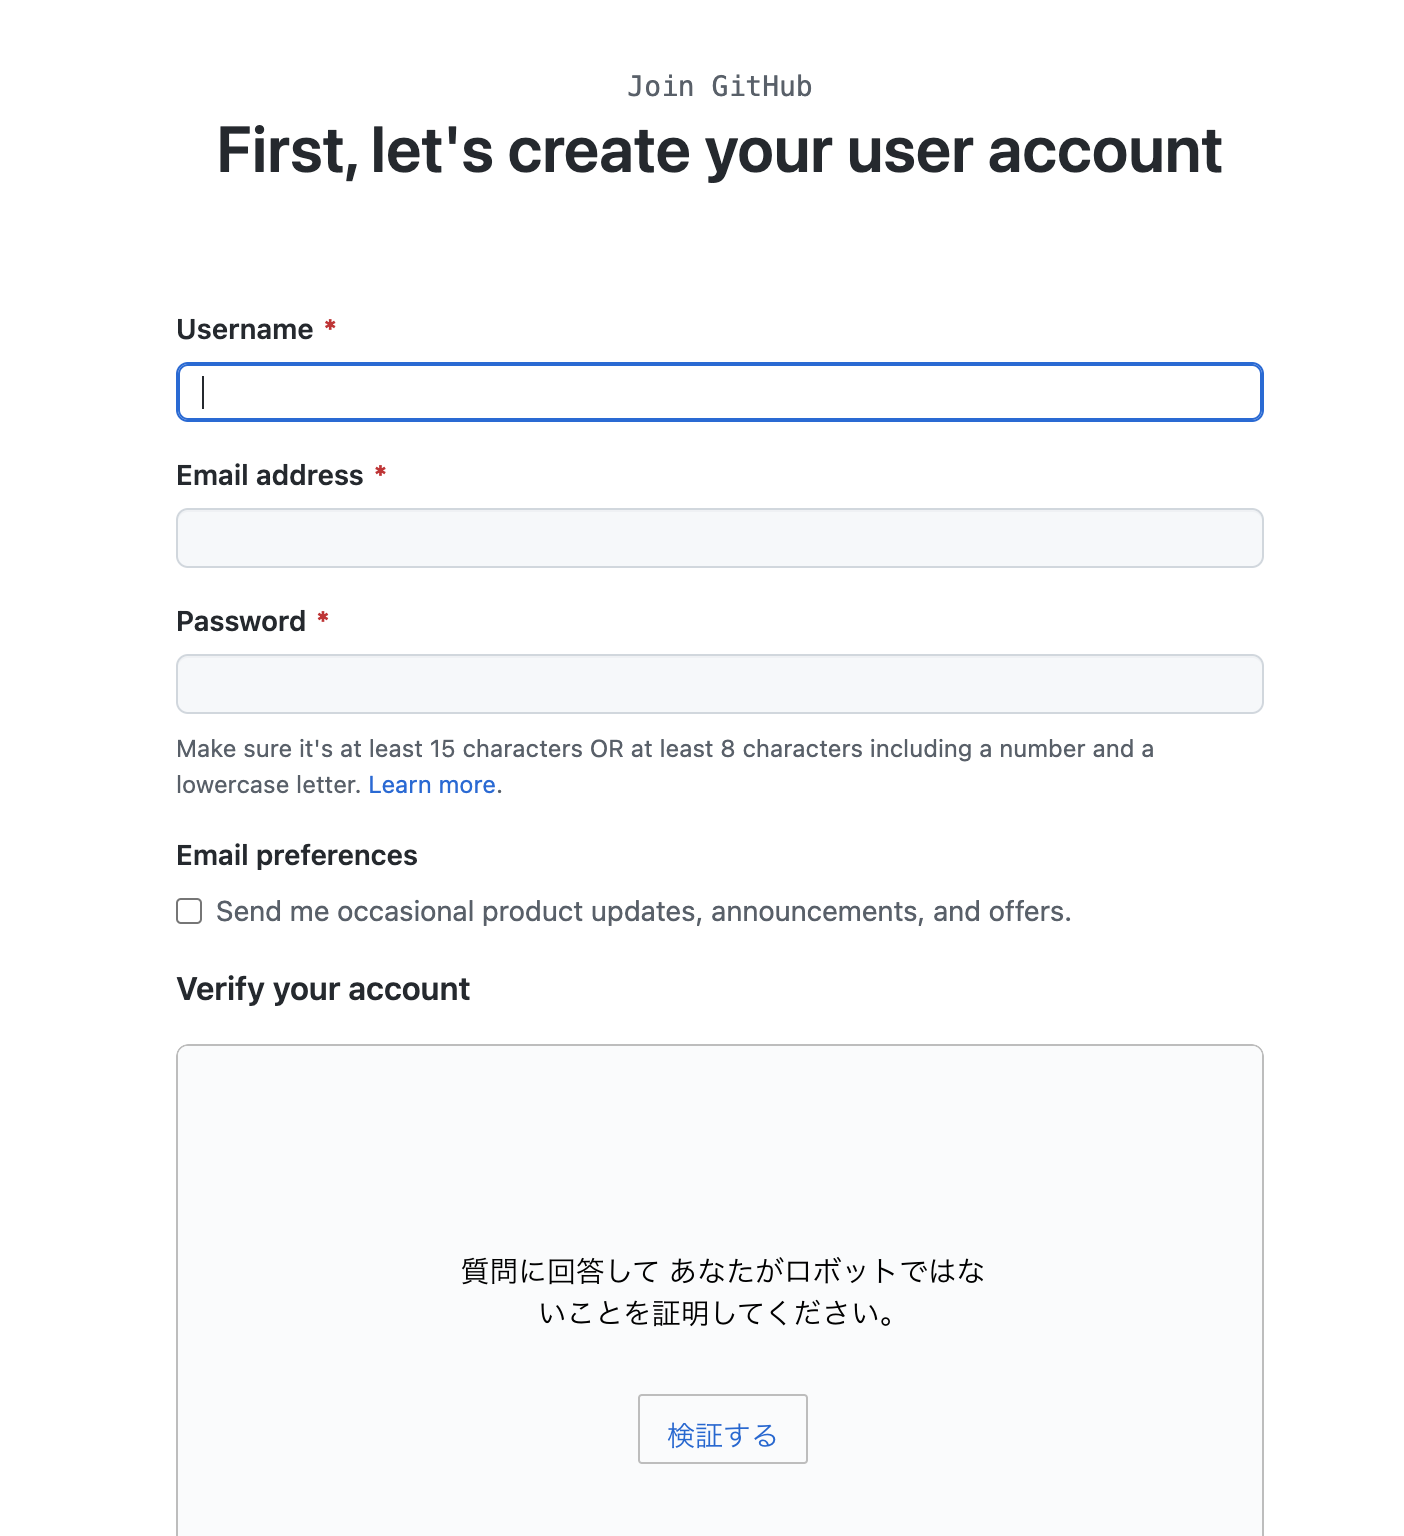 Join GitHub
First, let's create your user account
Username *
Email address *
Password *
Make sure it's at least 15 characters OR at least 8 characters including a number and a
lowercase letter. Learn more.
Email preferences
Send me occasional product updates, announcements, and offers.
Verify your account
質問に回答して あなたがロボットではな
いことを証明してください。
検証する